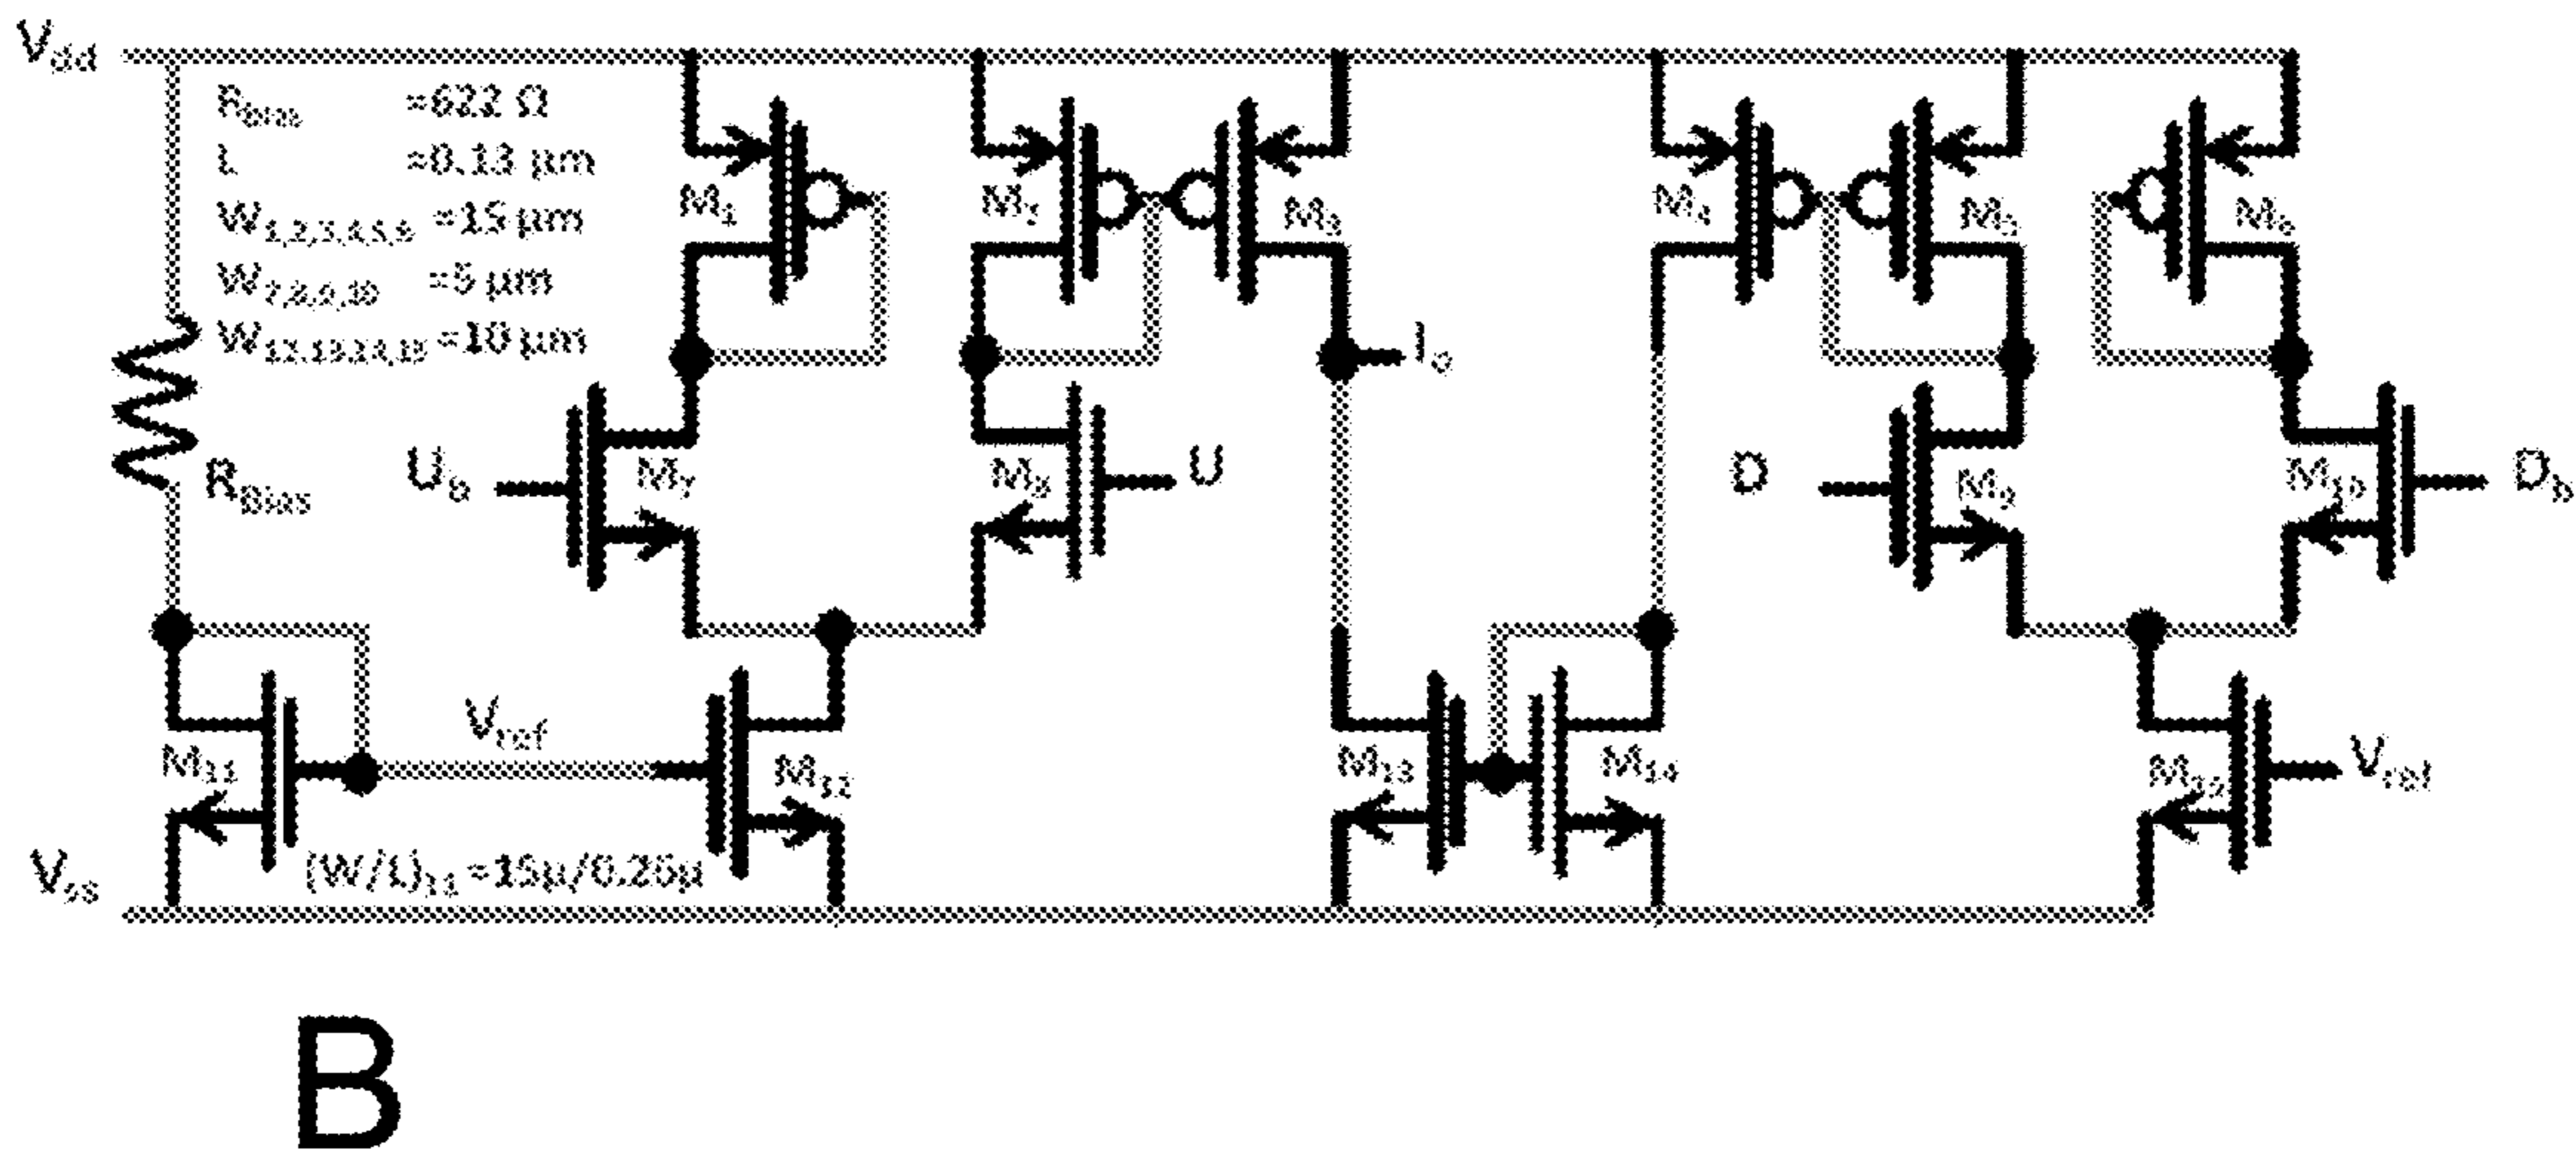 Vdd
RBias =622 Ω
L =0.13 μm
W1,2,3,4,5,6 =15 μm
W7,8,9,10 =5 μm
W12,13,14,15 =10 μm
M1
M2
M3
M4
M5
M6
Io
RBias
Ub
M7
M8
U
D
M9
M10
Db
M11
Vref
M12
M13
M14
Vref
Vss
(W/L)11 =15μ/0.26μ
B